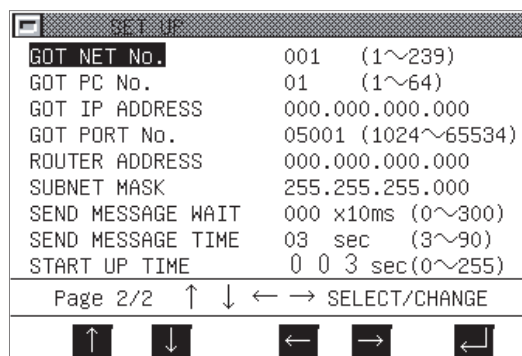 SET UP
GOT NET No. 001 (1～239)
GOT PC No. 01 (1～64)
GOT IP ADDRESS 000.000.000.000
GOT PORT No. 05001 (1024～65534)
ROUTER ADDRESS 000.000.000.000
SUBNET MASK 255.255.255.000
SEND MESSAGE WAIT 000 x10ms (0～300)
SEND MESSAGE TIME 03 sec (3～90)
START UP TIME 0 0 3 sec(0～255)
Page 2/2 ↑ ↓ ← → SELECT/CHANGE
↑ ↓ ← → ↵